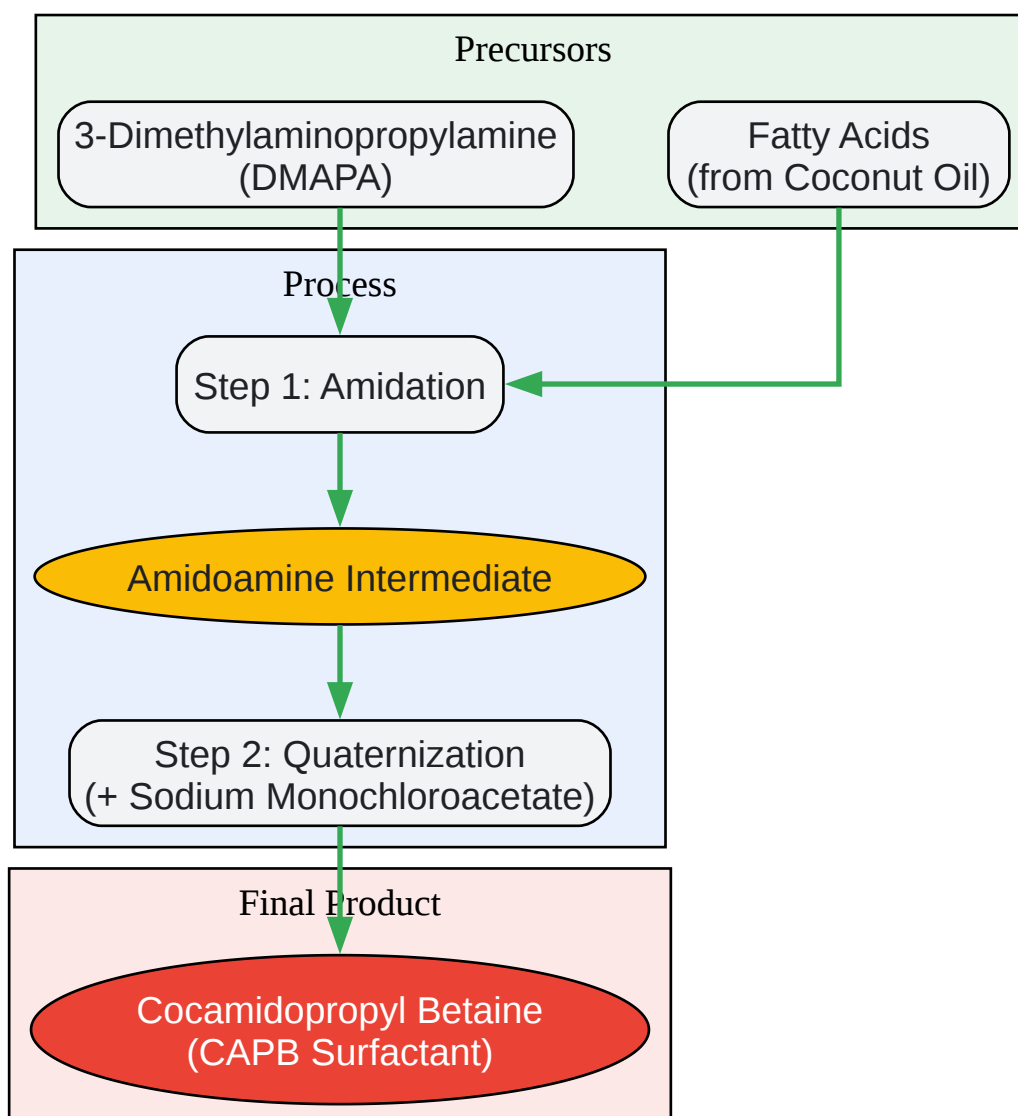 Precursors
3-Dimethylaminopropylamine
(DMAPA)
Fatty Acids
(from Coconut Oil)
Process
Step 1: Amidation
Amidoamine Intermediate
Step 2: Quaternization
(+ Sodium Monochloroacetate)
Final Product
Cocamidopropyl Betaine
(CAPB Surfactant)